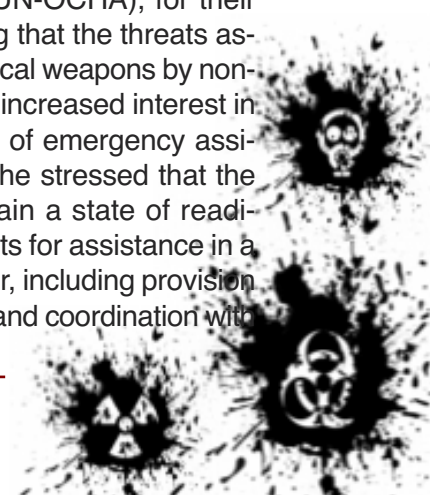 UN-OCHA), for their
g that the threats as-
cal weapons by non-
increased interest in
of emergency assi-
he stressed that the
ain a state of readi-
ts for assistance in a
r, including provision
and coordination with